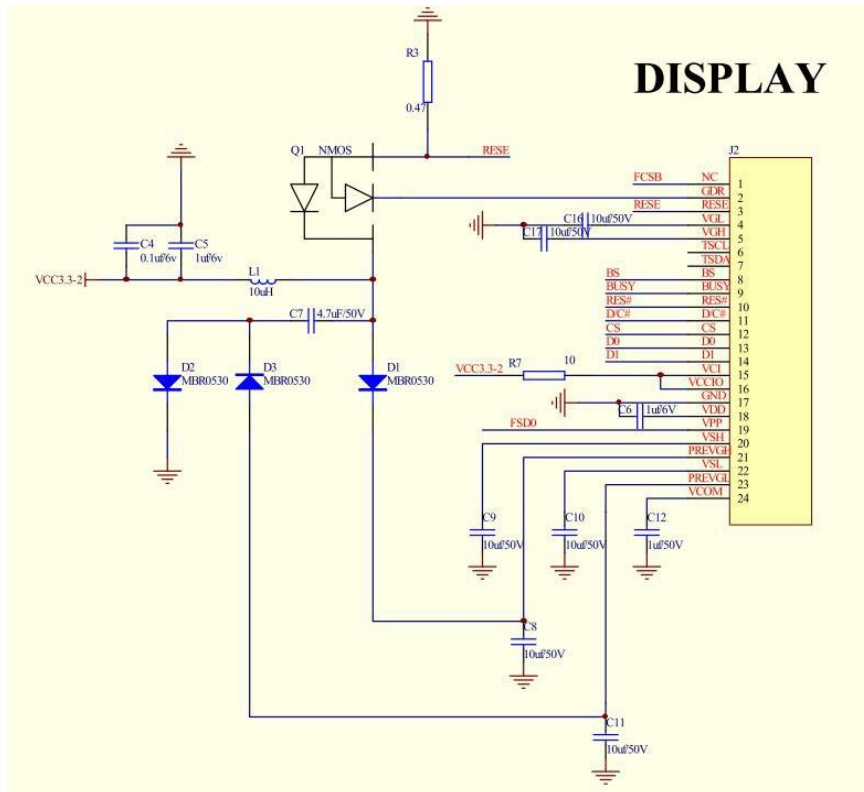 R3
0.47
DISPLAY
Q1 NMOS
RESE
J2
FCSB NC 1
GDR 2
RESE RESE 3
C16 10uf/50V VGL 4
C17 10uf/50V VGH 5
TSCL 6
TSDA 7
BS BS 8
BUSY BUSY 9
RES# RES# 10
D/C# D/C# 11
CS CS 12
D0 D0 13
D1 D1 14
VCC3.3-2 R7 10 VCI 15
VCCIO 16
GND 17
C6 1uf/6V VDD 18
FSD0 VPP 19
VSH 20
PREVGH 21
VSL 22
PREVGL 23
VCOM 24
C4
0.1uf/6v
C5
1uf/6v
VCC3.3-2
L1
10uH
C7 4.7uF/50V
D2
MBR0530
D3
MBR0530
D1
MBR0530
C9
10uf/50V
C10
10uf/50V
C12
1uf/50V
C8
10uf/50V
C11
10uf/50V